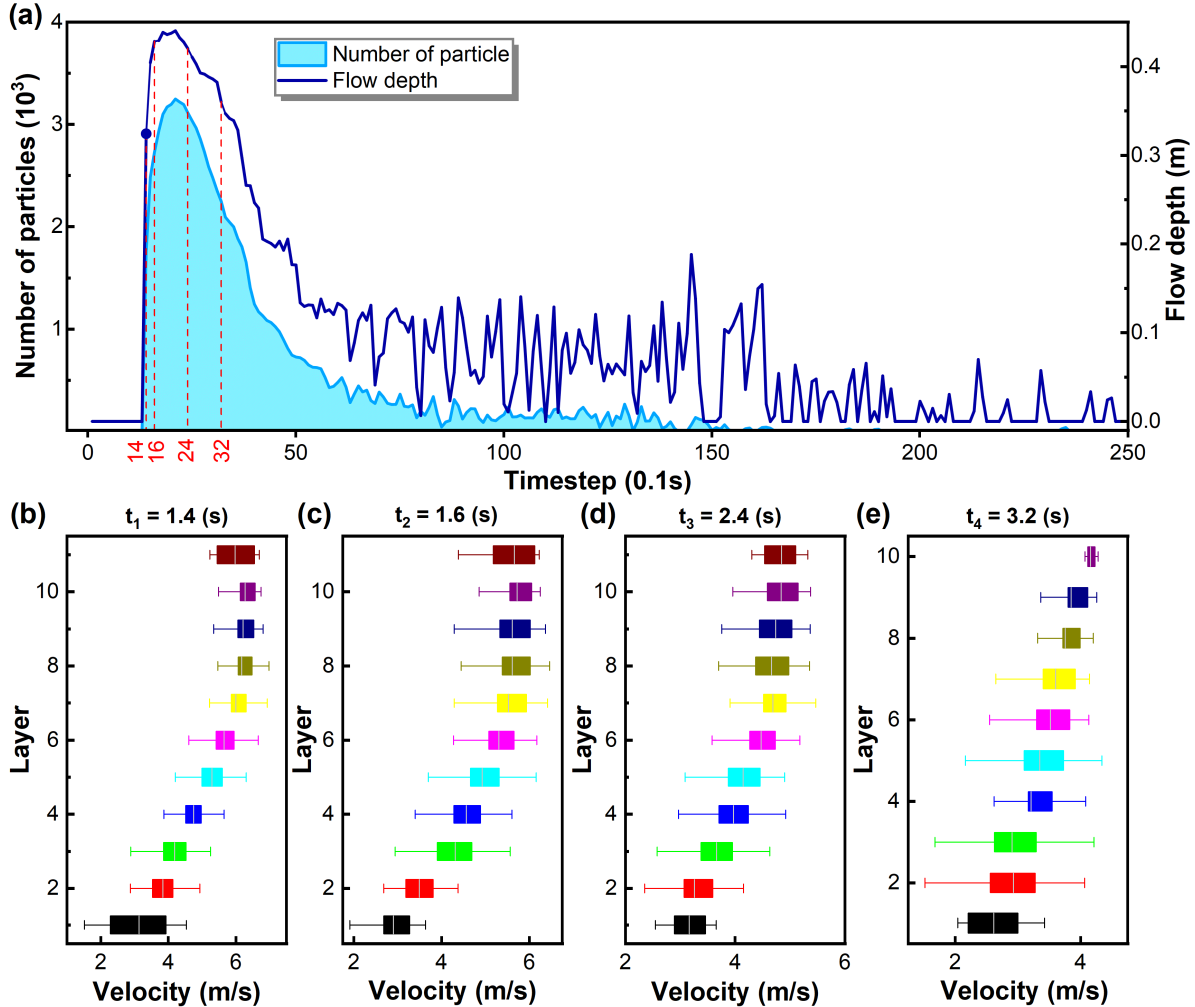 (a)
Number of particles (10³)
4
3
2
1
Number of particle
Flow depth
0.4
0.3
0.2
0.1
0.0
Flow depth (m)
0 14 16 24 32 50 100 150 200 250
Timestep (0.1s)
(b) t₁ = 1.4 (s)
Layer
10
8
6
4
2
2 4 6
Velocity (m/s)
(c) t₂ = 1.6 (s)
Layer
2 4 6
Velocity (m/s)
(d) t₃ = 2.4 (s)
Layer
2 4 6
Velocity (m/s)
(e) t₄ = 3.2 (s)
Layer
10
8
6
4
2
2 4
Velocity (m/s)